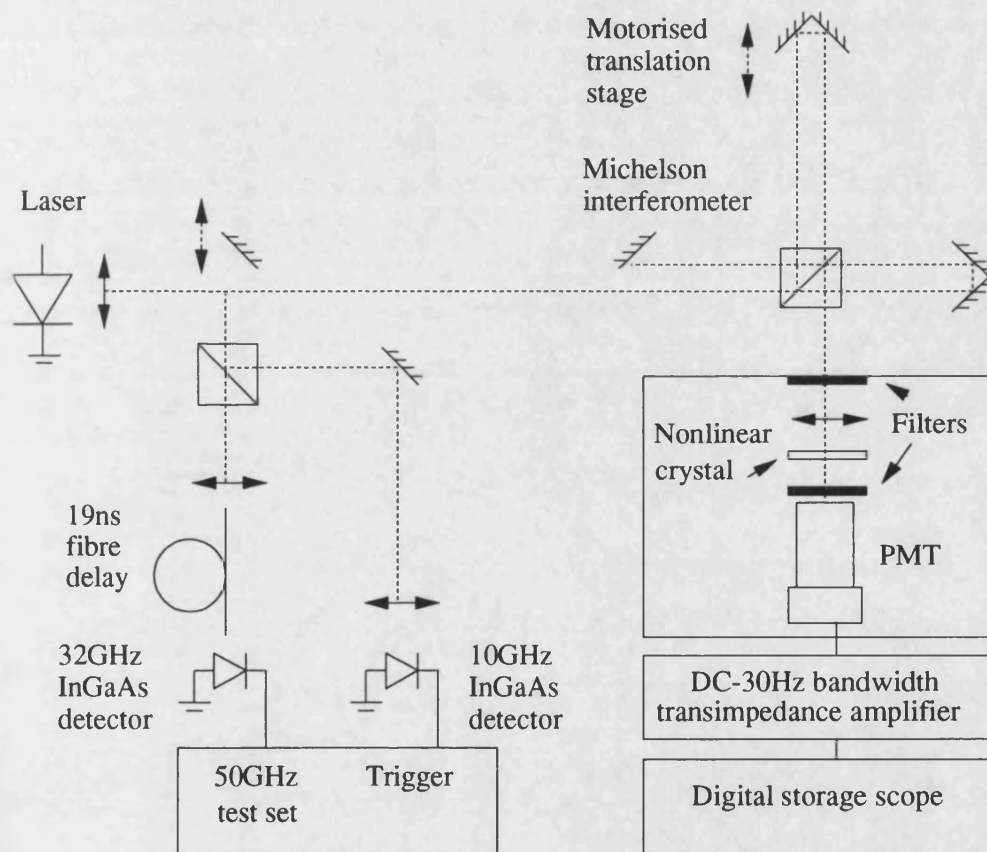 Motorised
translation
stage
Michelson
interferometer
Laser
Nonlinear
crystal
Filters
19ns
fibre
delay
PMT
32GHz
InGaAs
detector
10GHz
InGaAs
detector
DC-30Hz bandwidth
transimpedance amplifier
50GHz
test set
Trigger
Digital storage scope